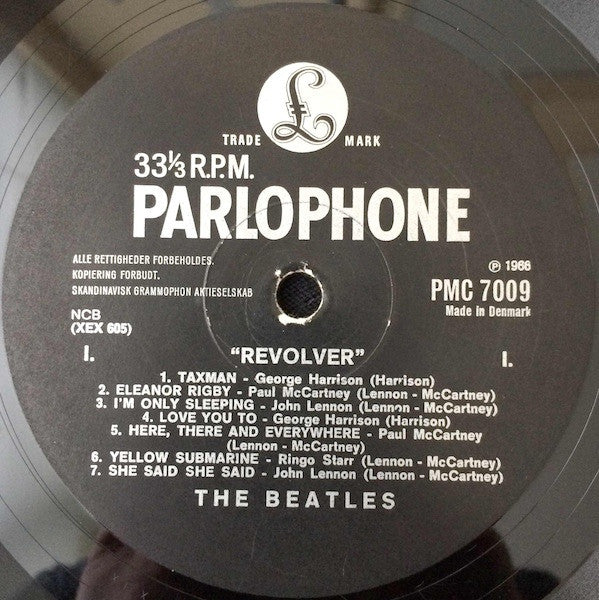 £
TRADE MARK
33⅓ R.P.M.
PARLOPHONE
ALLE RETTIGHEDER FORBEHOLDES.
KOPIERING FORBUDT.
SKANDINAVISK GRAMMOPHON AKTIESELSKAB
℗ 1966
PMC 7009
Made in Denmark
NCB
(XEX 605)
I. "REVOLVER" I.
1. TAXMAN - George Harrison (Harrison)
2. ELEANOR RIGBY - Paul McCartney (Lennon - McCartney)
3. I'M ONLY SLEEPING - John Lennon (Lennon - McCartney)
4. LOVE YOU TO - George Harrison (Harrison)
5. HERE, THERE AND EVERYWHERE - Paul McCartney
(Lennon - McCartney)
6. YELLOW SUBMARINE - Ringo Starr (Lennon - McCartney)
7. SHE SAID SHE SAID - John Lennon (Lennon - McCartney)
THE BEATLES